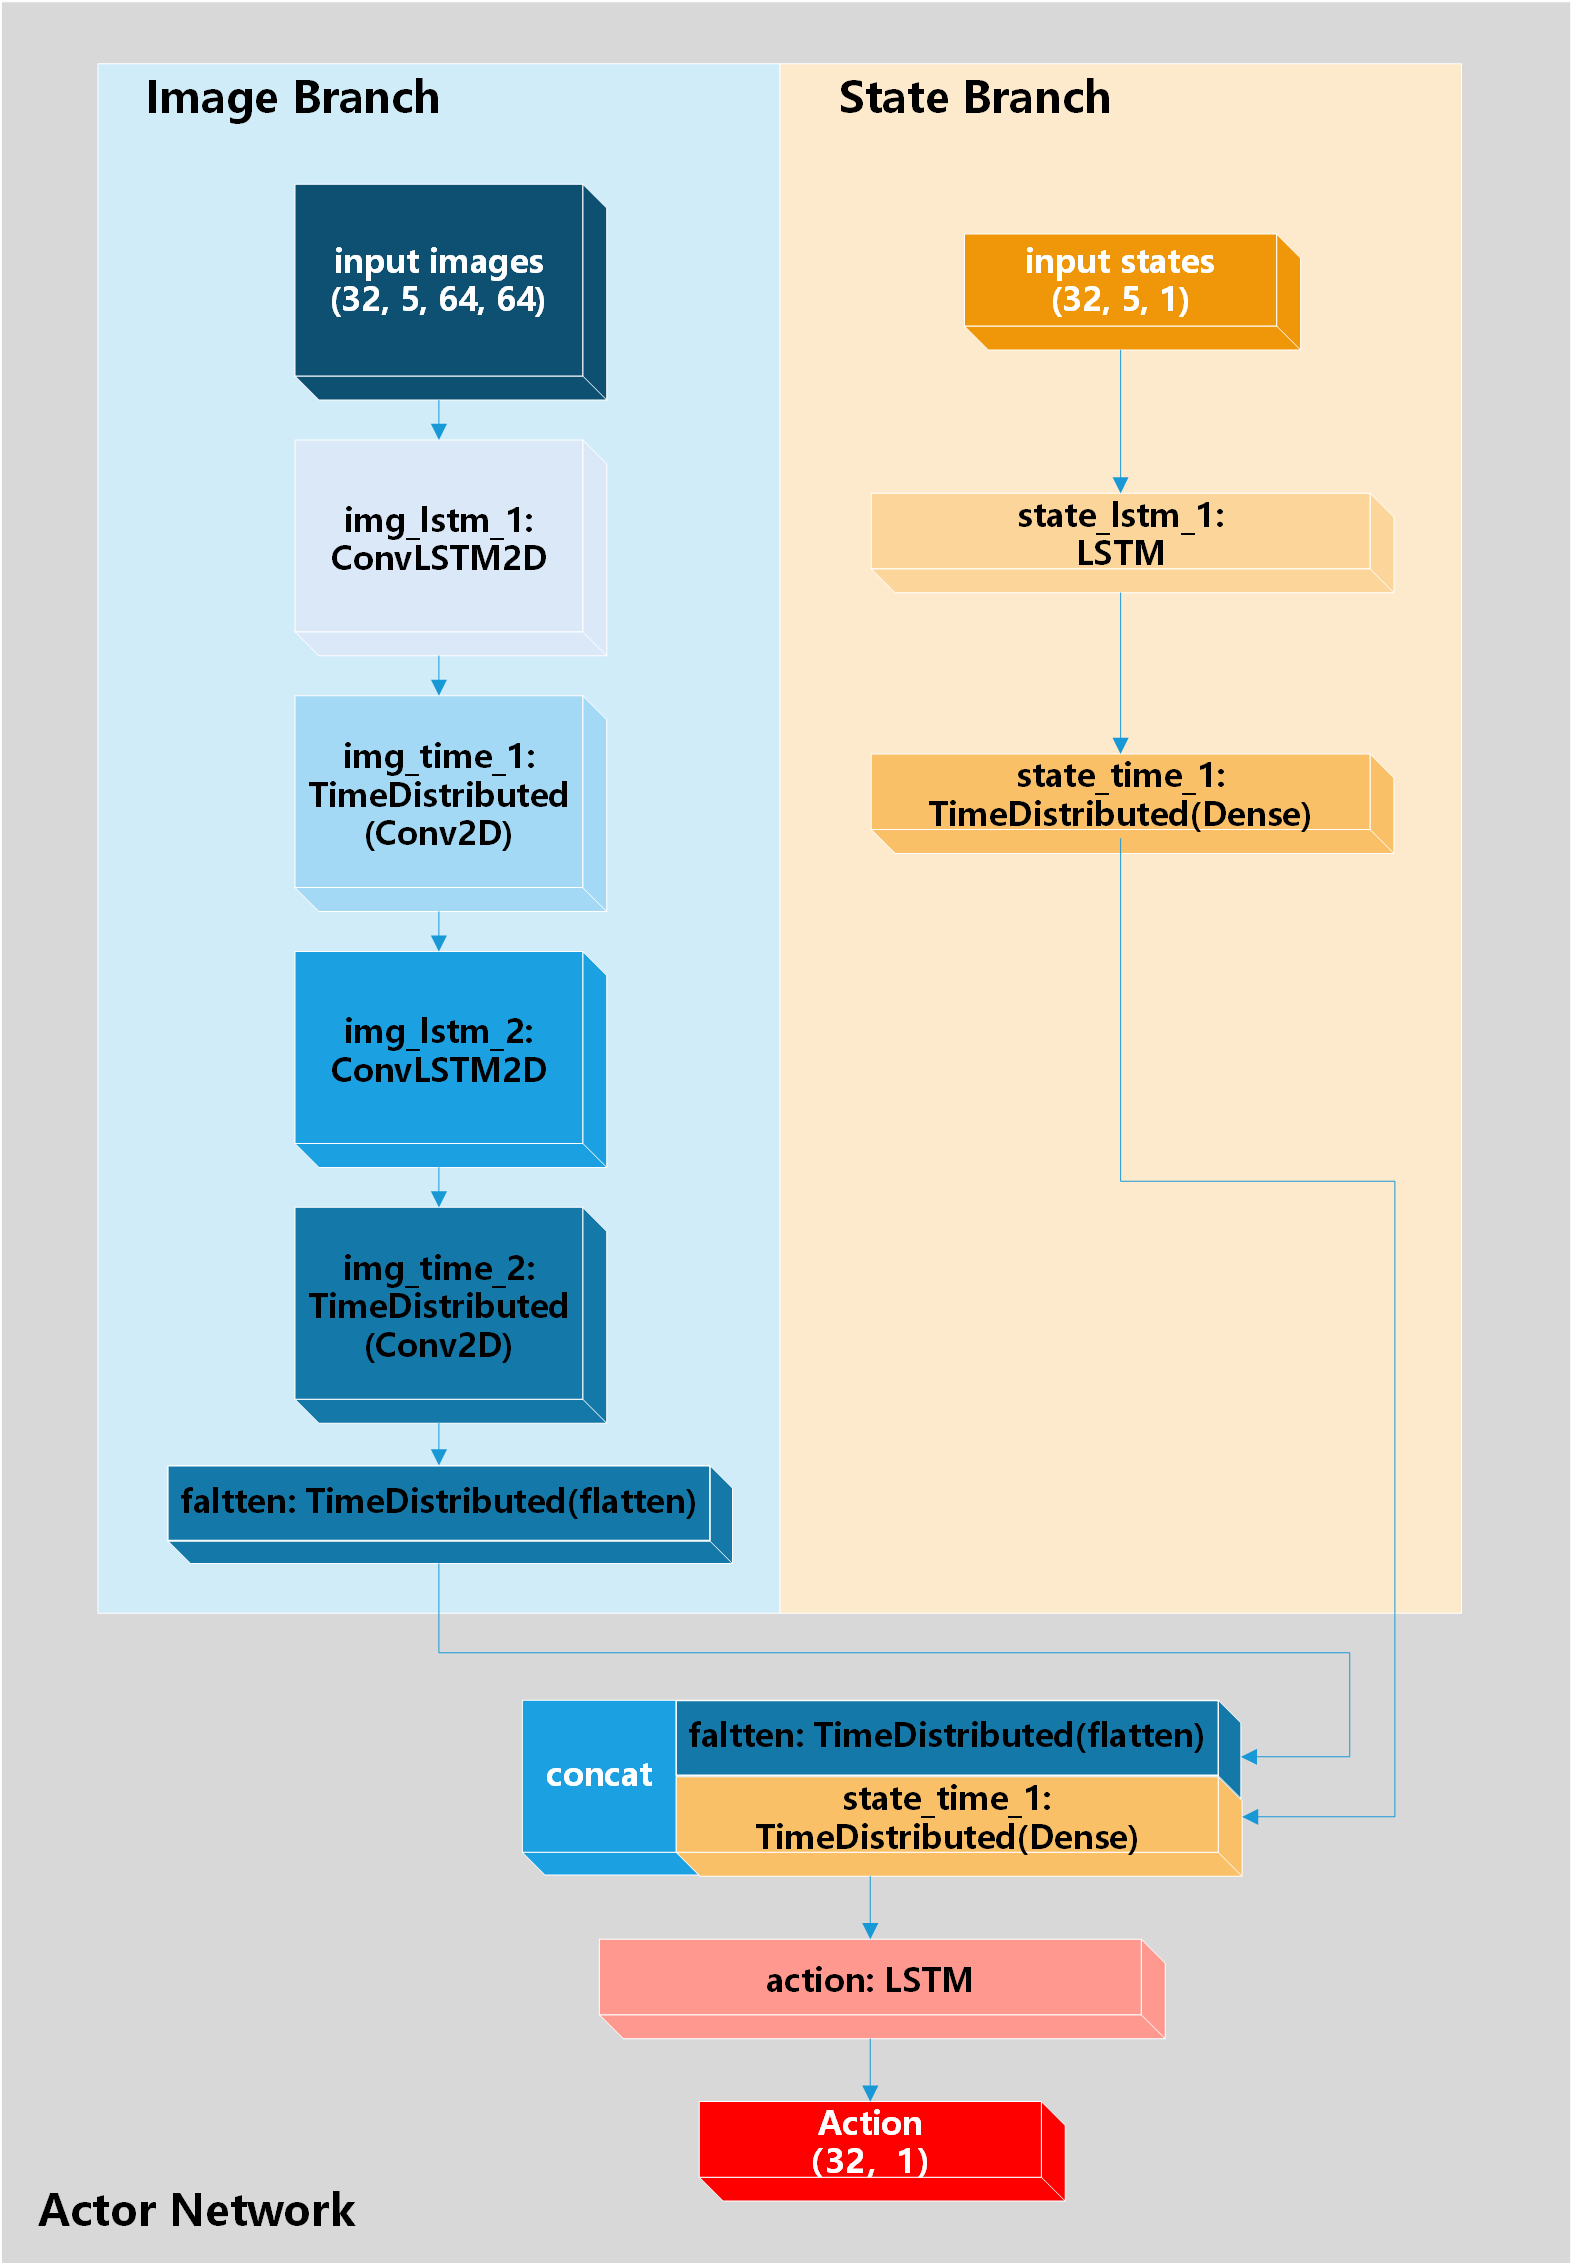 Image Branch
input images
(32, 5, 64, 64)
img_lstm_1:
ConvLSTM2D
img_time_1:
TimeDistributed
(Conv2D)
img_lstm_2:
ConvLSTM2D
img_time_2:
TimeDistributed
(Conv2D)
faltten: TimeDistributed(flatten)
State Branch
input states
(32, 5, 1)
state_lstm_1:
LSTM
state_time_1:
TimeDistributed(Dense)
concat
faltten: TimeDistributed(flatten)
state_time_1:
TimeDistributed(Dense)
action: LSTM
Action
(32, 1)
Actor Network